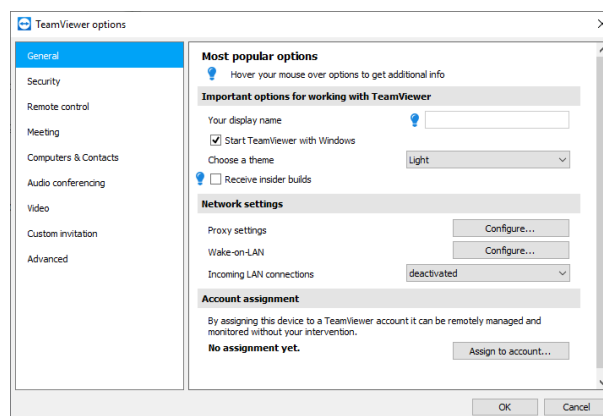 TeamViewer options
General
Security
Remote control
Meeting
Computers & Contacts
Audio conferencing
Video
Custom invitation
Advanced
Most popular options
Hover your mouse over options to get additional info
Important options for working with TeamViewer
Your display name
Start TeamViewer with Windows
Choose a theme
Light
Receive insider builds
Network settings
Proxy settings
Configure...
Wake-on-LAN
Configure...
Incoming LAN connections
deactivated
Account assignment
By assigning this device to a TeamViewer account it can be remotely managed and
monitored without your intervention.
No assignment yet.
Assign to account...
OK
Cancel